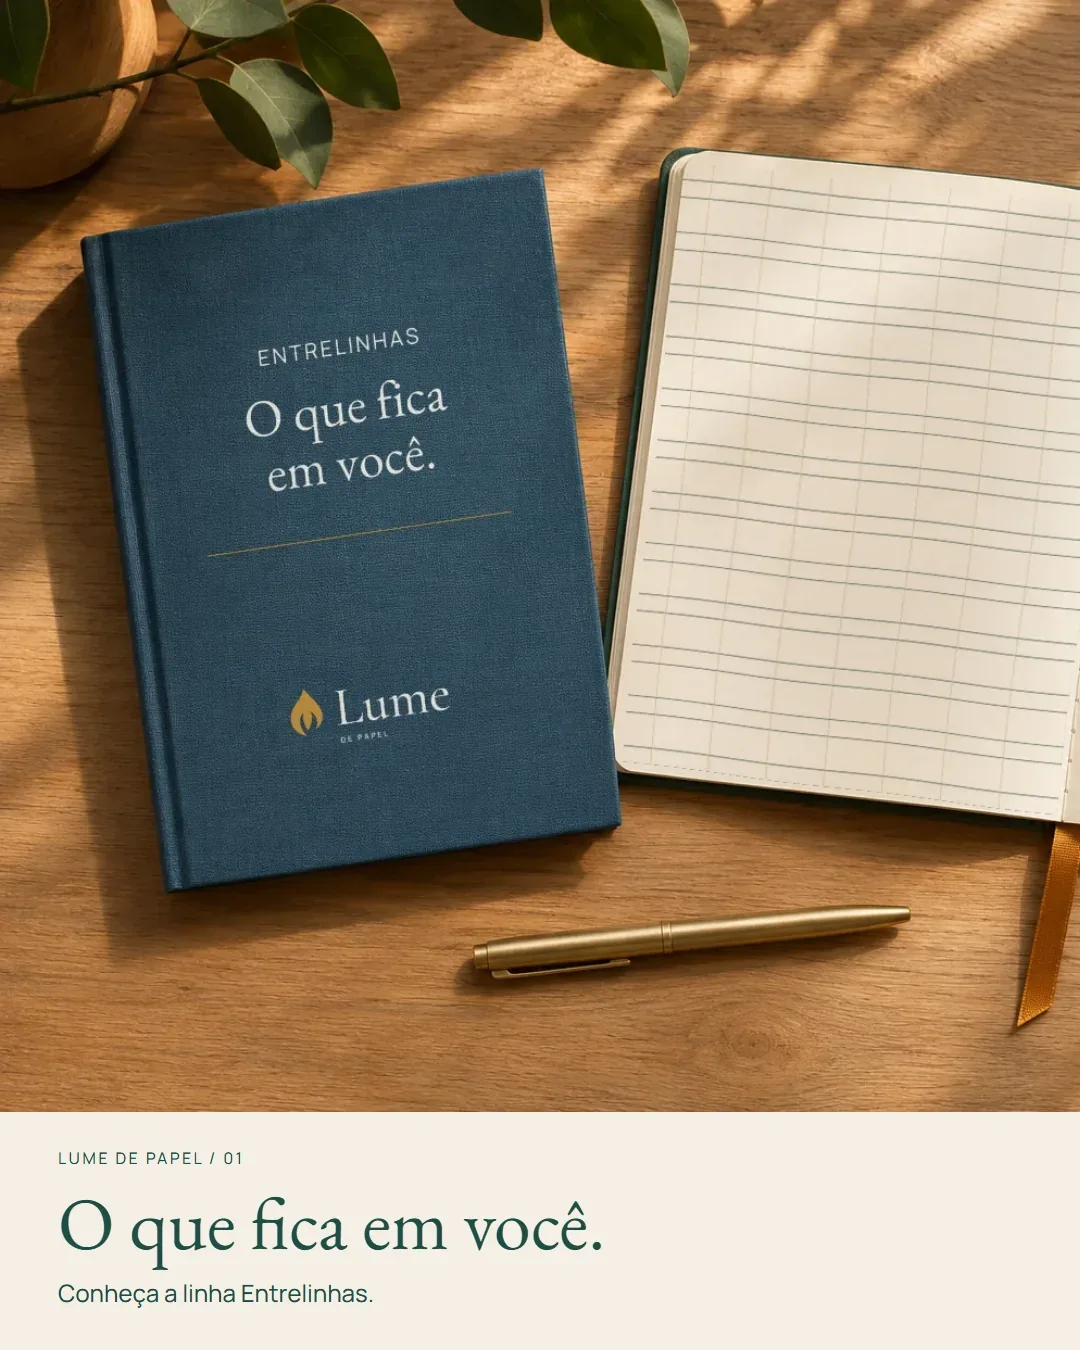 ENTRELINHAS
O que fica
em você.
Lume
DE PAPEL
LUME DE PAPEL / 01
O que fica em você.
Conheça a linha Entrelinhas.